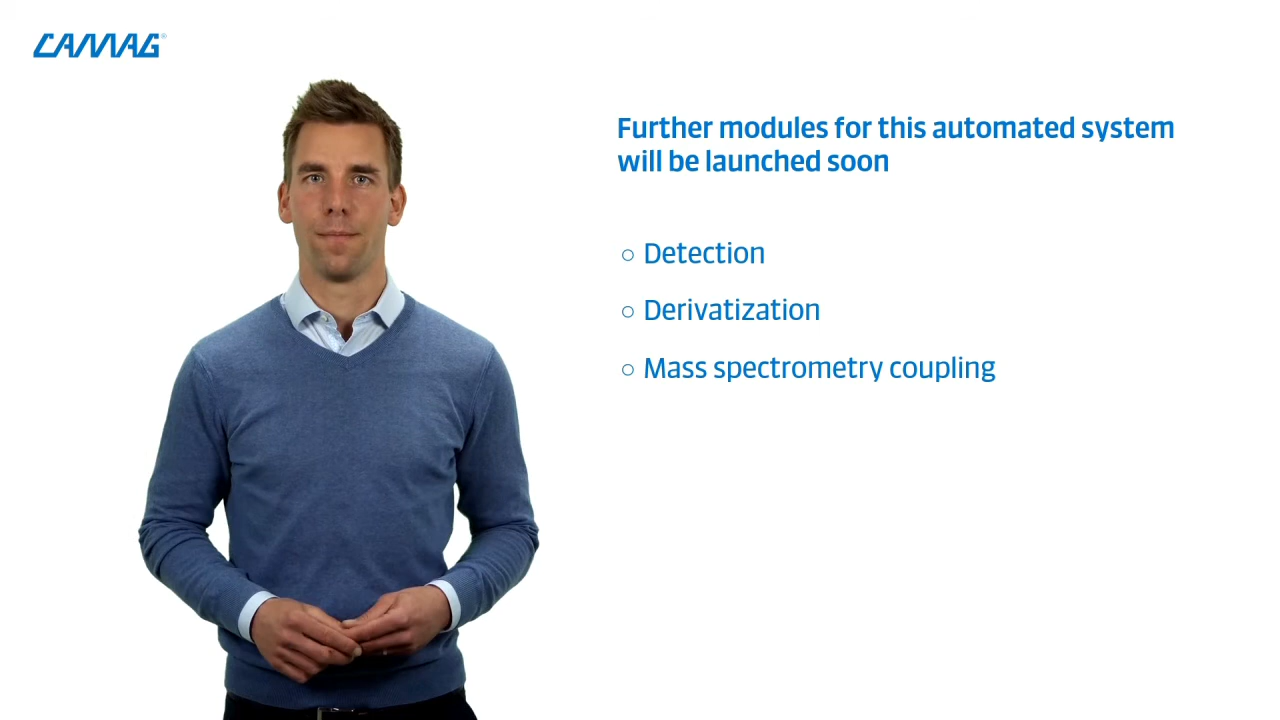 CAMAG®
Further modules for this automated system
will be launched soon
○ Detection
○ Derivatization
○ Mass spectrometry coupling